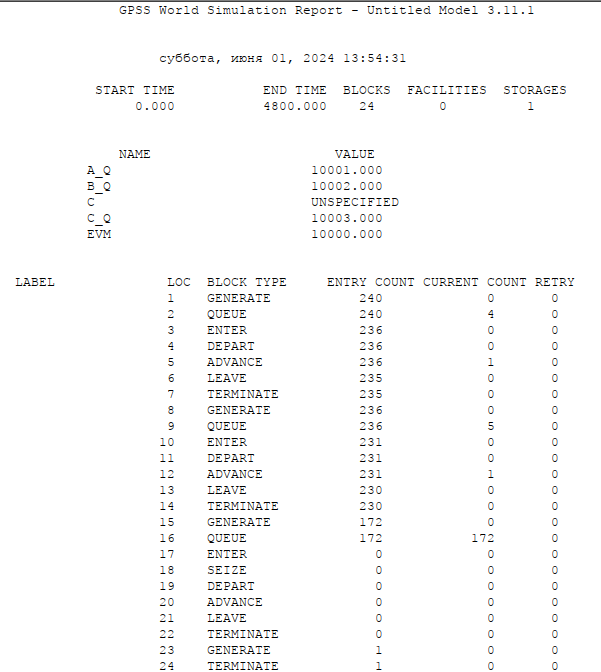 GPSS World Simulation Report - Untitled Model 3.11.1
суббота, июня 01, 2024 13:54:31
START TIME END TIME BLOCKS FACILITIES STORAGES
0.000 4800.000 24 0 1
NAME VALUE
A_Q 10001.000
B_Q 10002.000
C UNSPECIFIED
C_Q 10003.000
EVM 10000.000
LABEL LOC BLOCK TYPE ENTRY COUNT CURRENT COUNT RETRY
1 GENERATE 240 0 0
2 QUEUE 240 4 0
3 ENTER 236 0 0
4 DEPART 236 0 0
5 ADVANCE 236 1 0
6 LEAVE 235 0 0
7 TERMINATE 235 0 0
8 GENERATE 236 0 0
9 QUEUE 236 5 0
10 ENTER 231 0 0
11 DEPART 231 0 0
12 ADVANCE 231 1 0
13 LEAVE 230 0 0
14 TERMINATE 230 0 0
15 GENERATE 172 0 0
16 QUEUE 172 172 0
17 ENTER 0 0 0
18 SEIZE 0 0 0
19 DEPART 0 0 0
20 ADVANCE 0 0 0
21 LEAVE 0 0 0
22 TERMINATE 0 0 0
23 GENERATE 1 0 0
24 TERMINATE 1 0 0